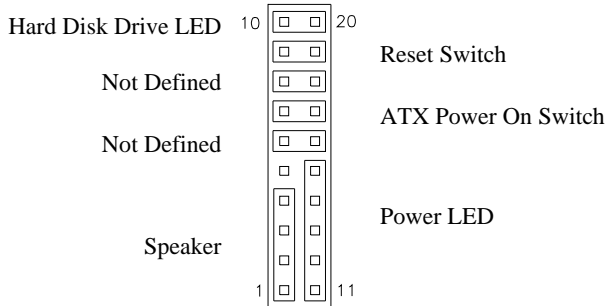 Hard Disk Drive LED
10
20
Reset Switch
Not Defined
ATX Power On Switch
Not Defined
Power LED
Speaker
1
11